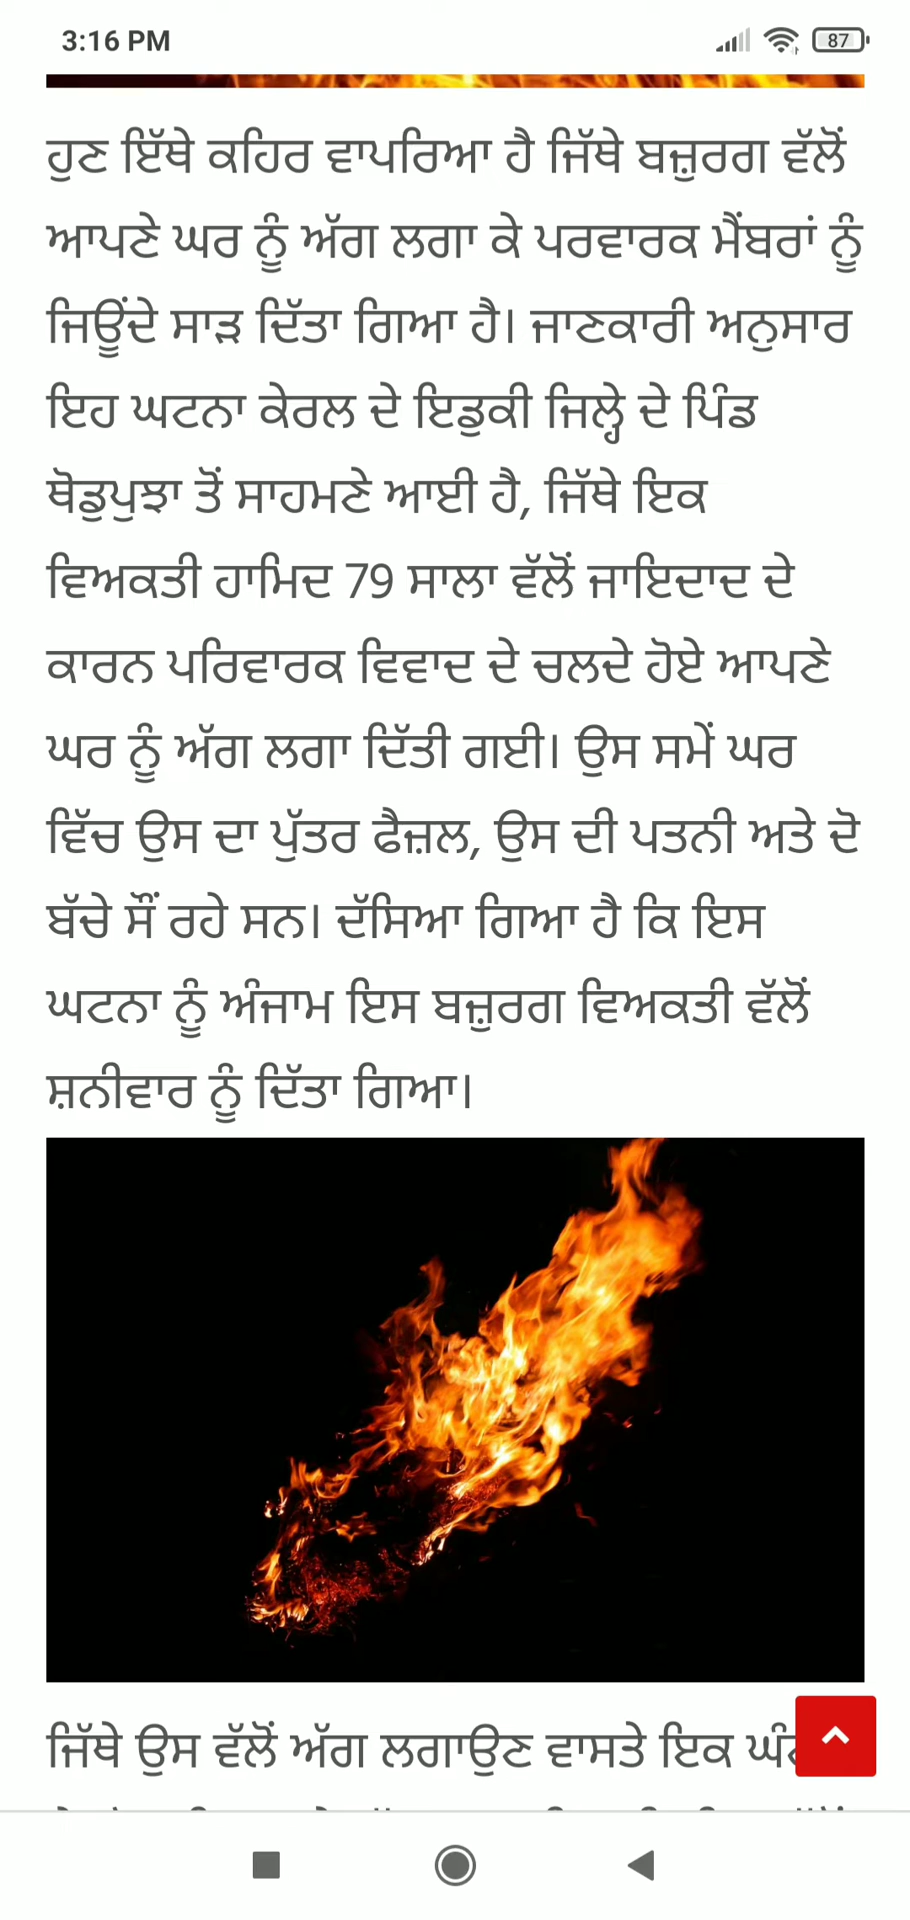 3:16 PM
87
ਹੁਣ ਇੱਥੇ ਕਹਿਰ ਵਾਪਰਿਆ ਹੈ ਜਿੱਥੇ ਬਜ਼ੁਰਗ ਵੱਲੋਂ
ਆਪਣੇ ਘਰ ਨੂੰ ਅੱਗ ਲਗਾ ਕੇ ਪਰਵਾਰਕ ਮੈਂਬਰਾਂ ਨੂੰ
ਜਿਊਂਦੇ ਸਾੜ ਦਿੱਤਾ ਗਿਆ ਹੈ। ਜਾਣਕਾਰੀ ਅਨੁਸਾਰ
ਇਹ ਘਟਨਾ ਕੇਰਲ ਦੇ ਇਡੁਕੀ ਜਿਲ੍ਹੇ ਦੇ ਪਿੰਡ
ਥੋਡੁਪੁਝਾ ਤੋਂ ਸਾਹਮਣੇ ਆਈ ਹੈ, ਜਿੱਥੇ ਇਕ
ਵਿਅਕਤੀ ਹਾਮਿਦ 79 ਸਾਲਾ ਵੱਲੋਂ ਜਾਇਦਾਦ ਦੇ
ਕਾਰਨ ਪਰਿਵਾਰਕ ਵਿਵਾਦ ਦੇ ਚਲਦੇ ਹੋਏ ਆਪਣੇ
ਘਰ ਨੂੰ ਅੱਗ ਲਗਾ ਦਿੱਤੀ ਗਈ। ਉਸ ਸਮੇਂ ਘਰ
ਵਿੱਚ ਉਸ ਦਾ ਪੁੱਤਰ ਫੈਜ਼ਲ, ਉਸ ਦੀ ਪਤਨੀ ਅਤੇ ਦੋ
ਬੱਚੇ ਸੌਂ ਰਹੇ ਸਨ। ਦੱਸਿਆ ਗਿਆ ਹੈ ਕਿ ਇਸ
ਘਟਨਾ ਨੂੰ ਅੰਜਾਮ ਇਸ ਬਜ਼ੁਰਗ ਵਿਅਕਤੀ ਵੱਲੋਂ
ਸ਼ਨੀਵਾਰ ਨੂੰ ਦਿੱਤਾ ਗਿਆ।
ਜਿੱਥੇ ਉਸ ਵੱਲੋਂ ਅੱਗ ਲਗਾਉਣ ਵਾਸਤੇ ਇਕ